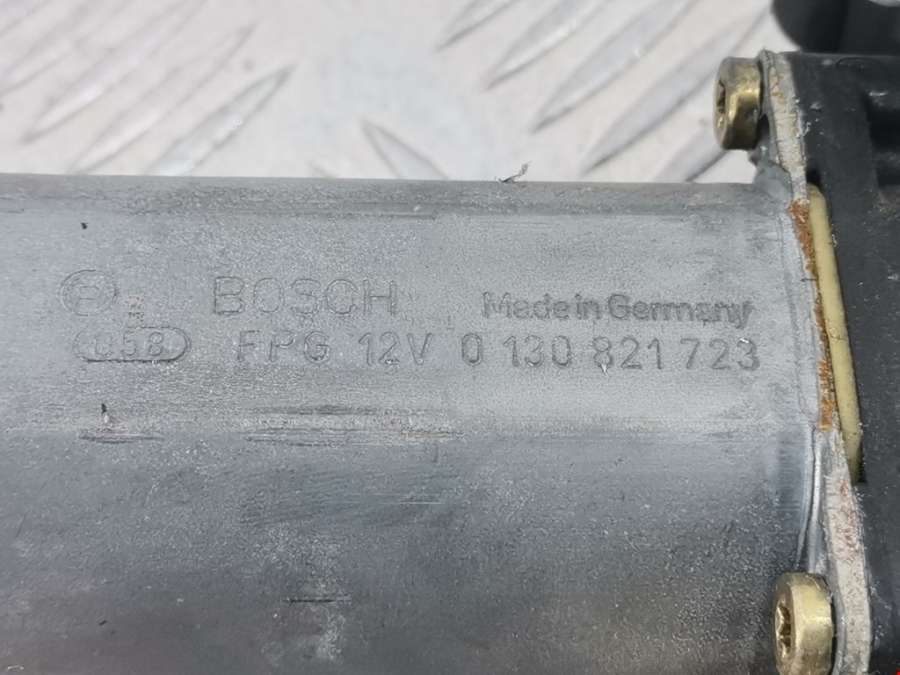 BOSCH Made in Germany
058 FPG 12V 0 130 821 723